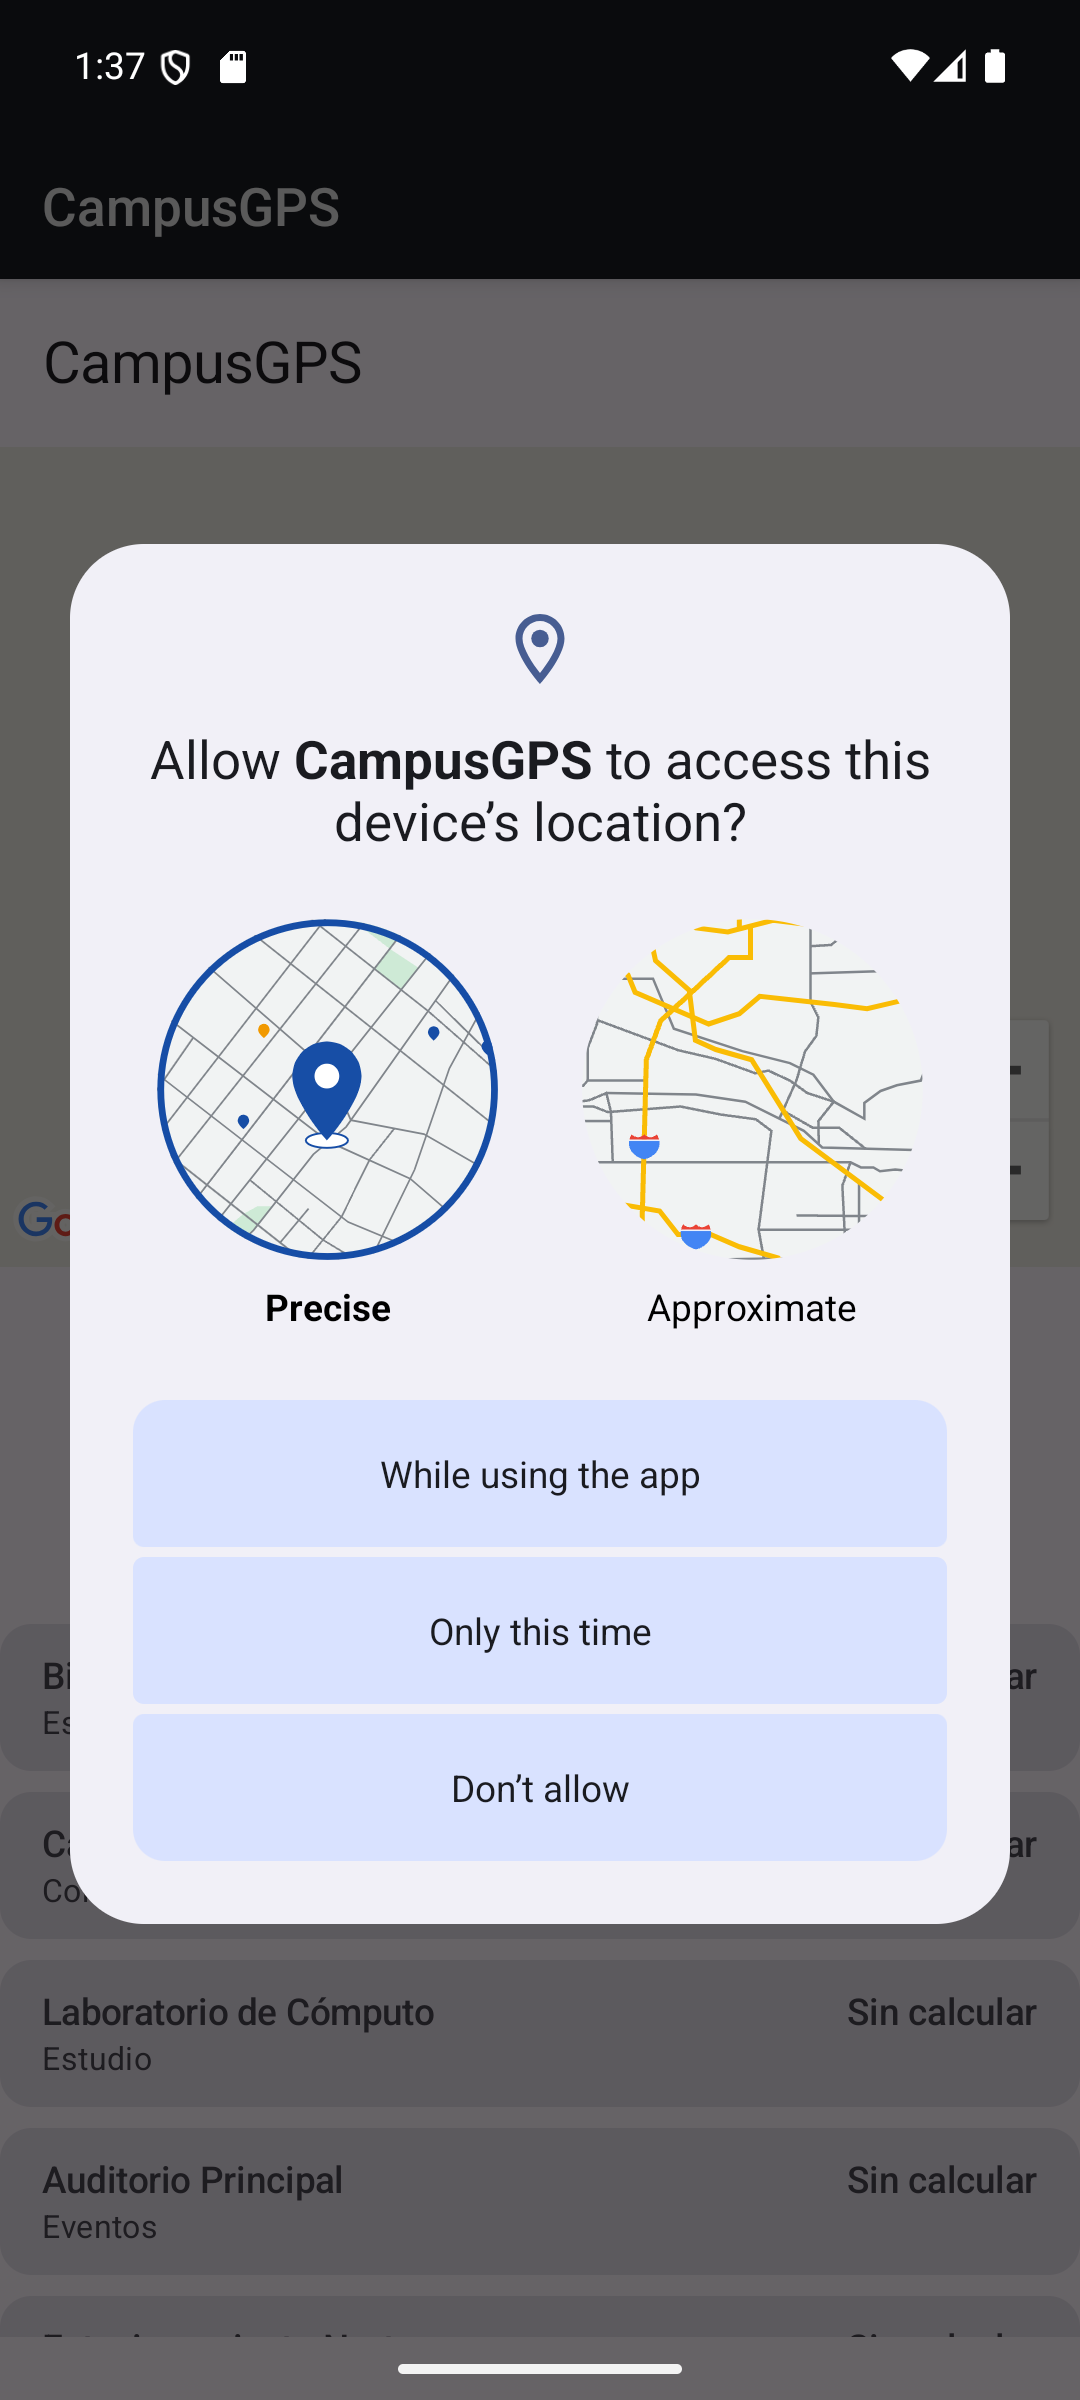 1:37
CampusGPS
CampusGPS
Allow CampusGPS to access this
device’s location?
Precise
Approximate
While using the app
Only this time
Don’t allow
Laboratorio de Cómputo
Sin calcular
Estudio
Auditorio Principal
Sin calcular
Eventos